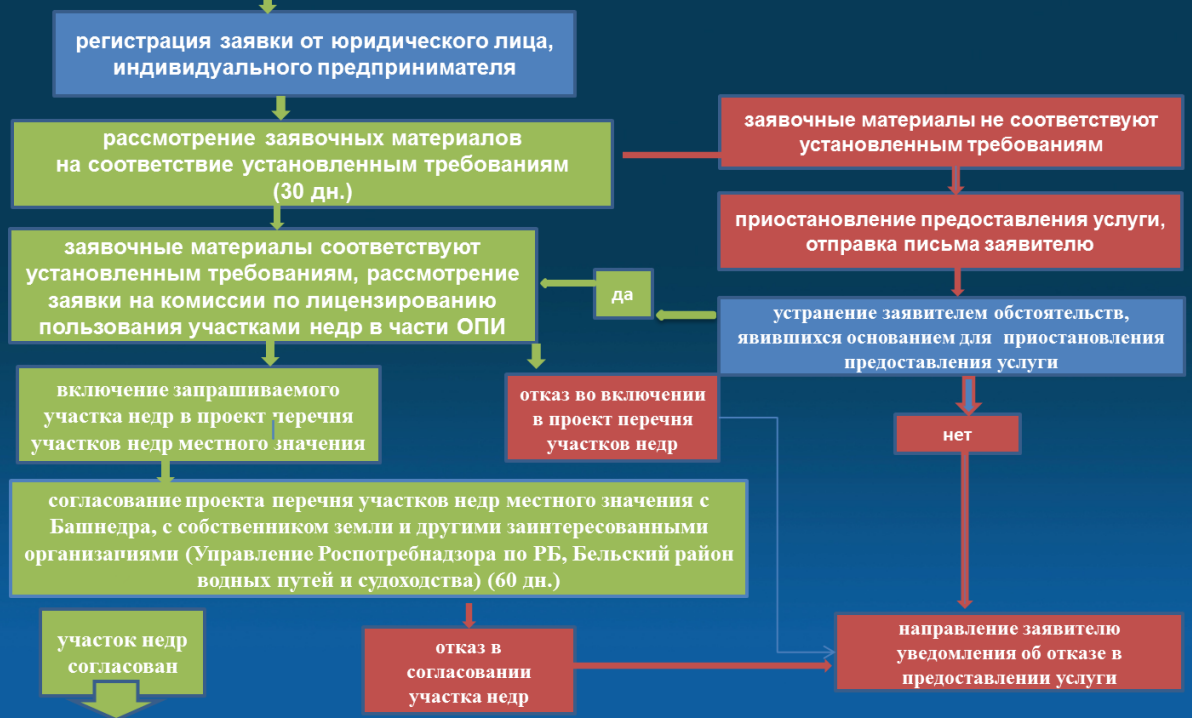 регистрация заявки от юридического лица,
индивидуального предпринимателя
рассмотрение заявочных материалов
на соответствие установленным требованиям
(30 дн.)
заявочные материалы не соответствуют
установленным требованиям
приостановление предоставления услуги,
отправка письма заявителю
заявочные материалы соответствуют
установленным требованиям, рассмотрение
заявки на комиссии по лицензированию
пользования участками недр в части ОПИ
да
устранение заявителем обстоятельств,
явившихся основанием для приостановления
предоставления услуги
включение запрашиваемого
участка недр в проект перечня
участков недр местного значения
отказ во включении
в проект перечня
участков недр
нет
согласование проекта перечня участков недр местного значения с
Башнедра, с собственником земли и другими заинтересованными
организациями (Управление Роспотребнадзора по РБ, Бельский район
водных путей и судоходства) (60 дн.)
участок недр
согласован
отказ в
согласовании
участка недр
направление заявителю
уведомления об отказе в
предоставлении услуги